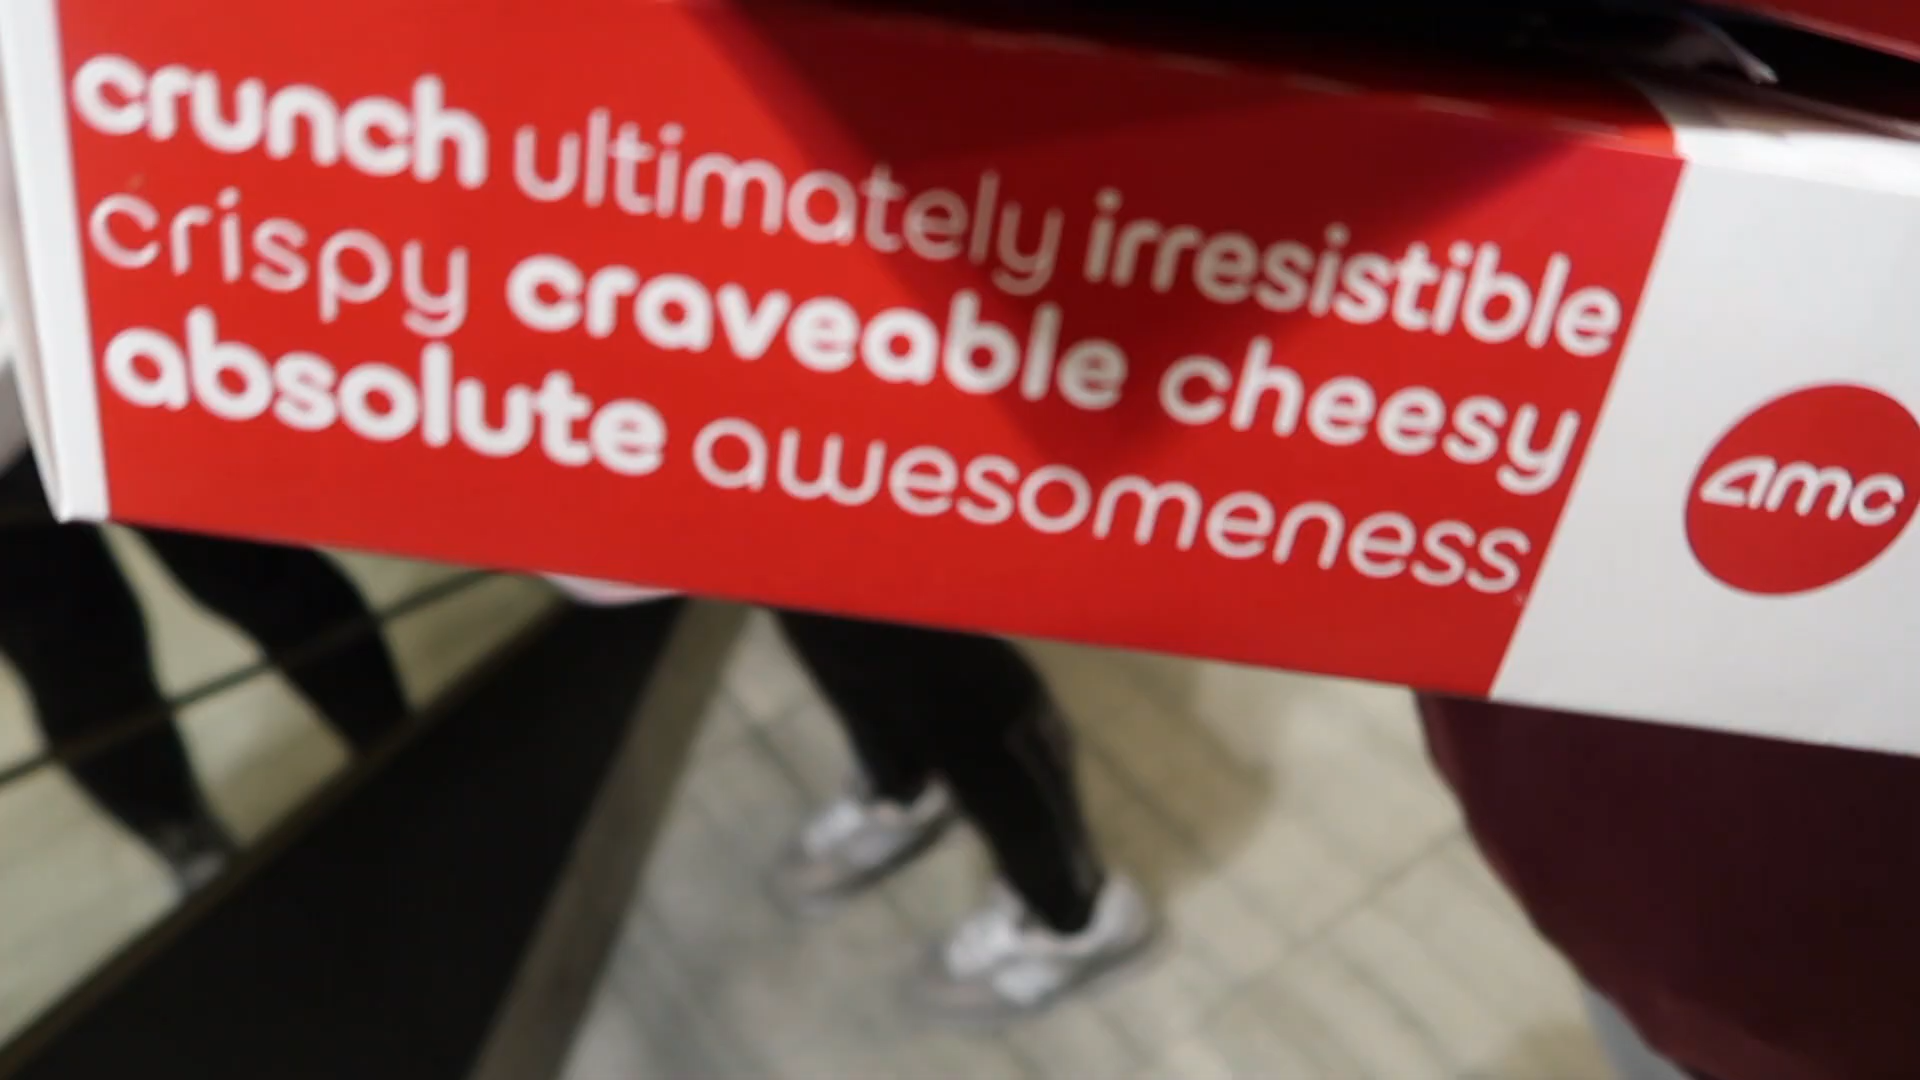 crunch ultimately irresistible
crispy craveable cheesy
absolute awesomeness
amc